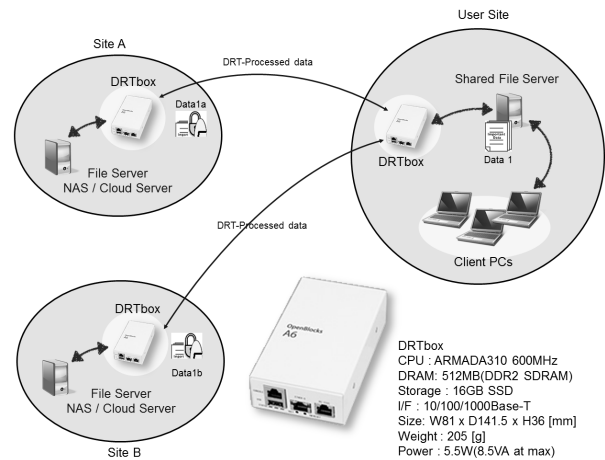 User Site
Site A
DRT-Processed data
DRTbox
Data1a
File Server
NAS / Cloud Server
Shared File Server
DRTbox
Data 1
Client PCs
DRT-Processed data
DRTbox
Data1b
File Server
NAS / Cloud Server
Site B
OpenBlocks
A6
DRTbox
CPU : ARMADA310 600MHz
DRAM: 512MB(DDR2 SDRAM)
Storage : 16GB SSD
I/F : 10/100/1000Base-T
Size: W81 x D141.5 x H36 [mm]
Weight : 205 [g]
Power : 5.5W(8.5VA at max)